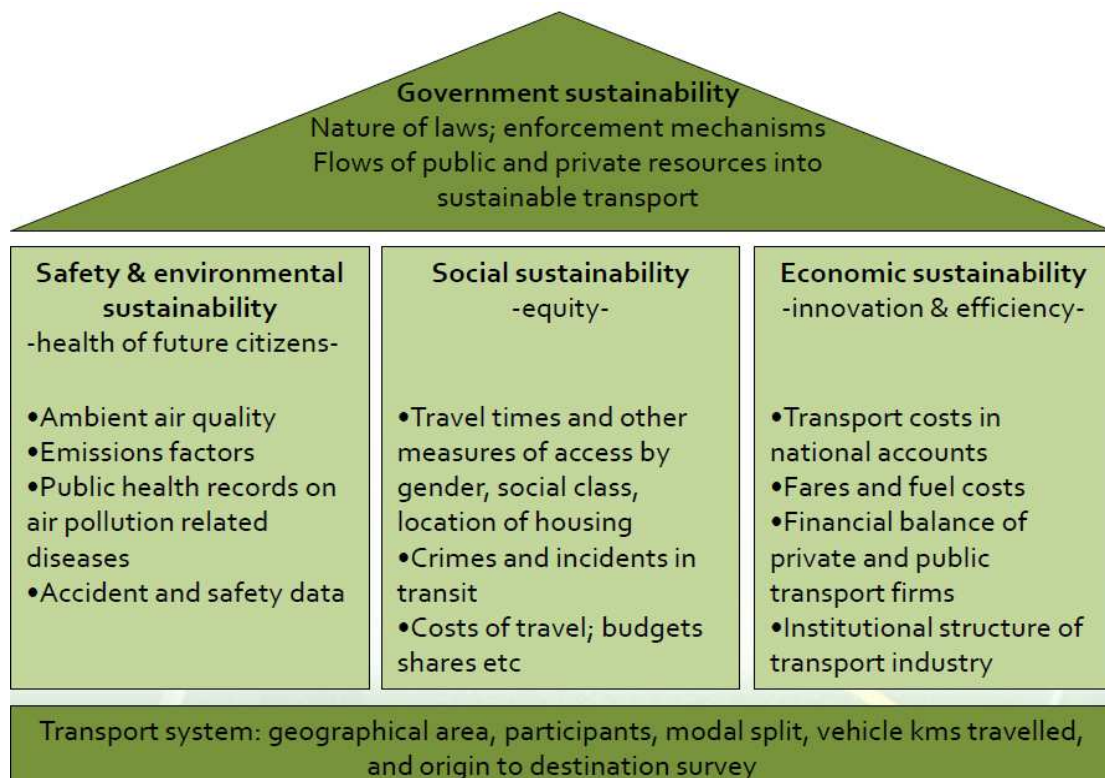 Government sustainability
Nature of laws; enforcement mechanisms
Flows of public and private resources into
sustainable transport
Safety & environmental
sustainability
-health of future citizens-
•Ambient air quality
•Emissions factors
•Public health records on
air pollution related
diseases
•Accident and safety data
Social sustainability
-equity-
•Travel times and other
measures of access by
gender, social class,
location of housing
•Crimes and incidents in
transit
•Costs of travel; budgets
shares etc
Economic sustainability
-innovation & efficiency-
•Transport costs in
national accounts
•Fares and fuel costs
•Financial balance of
private and public
transport firms
•Institutional structure of
transport industry
Transport system: geographical area, participants, modal split, vehicle kms travelled,
and origin to destination survey